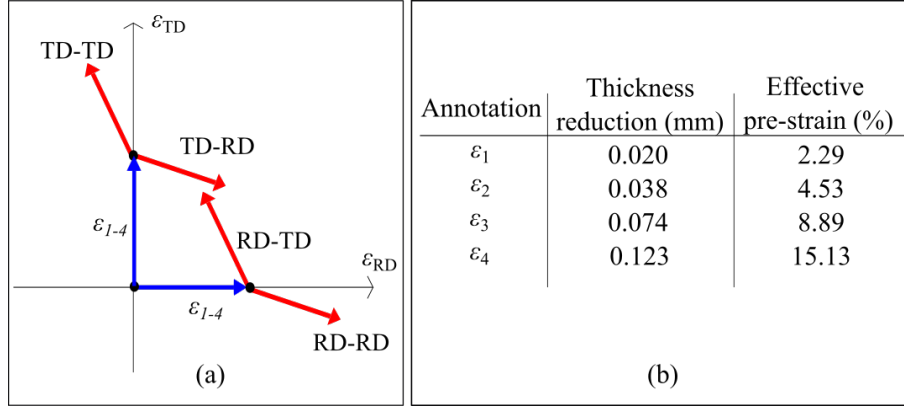 ε_TD
TD-TD
TD-RD
ε_1-4
RD-TD
ε_RD
ε_1-4
RD-RD
(a)
Annotation | Thickness reduction (mm) | Effective pre-strain (%)
ε_1 | 0.020 | 2.29
ε_2 | 0.038 | 4.53
ε_3 | 0.074 | 8.89
ε_4 | 0.123 | 15.13
(b)